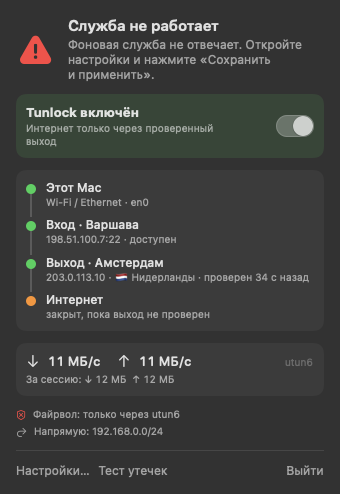 Служба не работает
Фоновая служба не отвечает. Откройте
настройки и нажмите «Сохранить
и применить».
Tunlock включён
Интернет только через проверенный
выход
Этот Mac
Wi-Fi / Ethernet · en0
Вход · Варшава
198.51.100.7:22 · доступен
Выход · Амстердам
203.0.113.10 · 🇳🇱 Нидерланды · проверен 34 с назад
Интернет
закрыт, пока выход не проверен
↓ 11 МБ/с ↑ 11 МБ/с utun6
За сессию: ↓ 12 МБ ↑ 12 МБ
Файрвол: только через utun6
Напрямую: 192.168.0.0/24
Настройки... Тест утечек Выйти